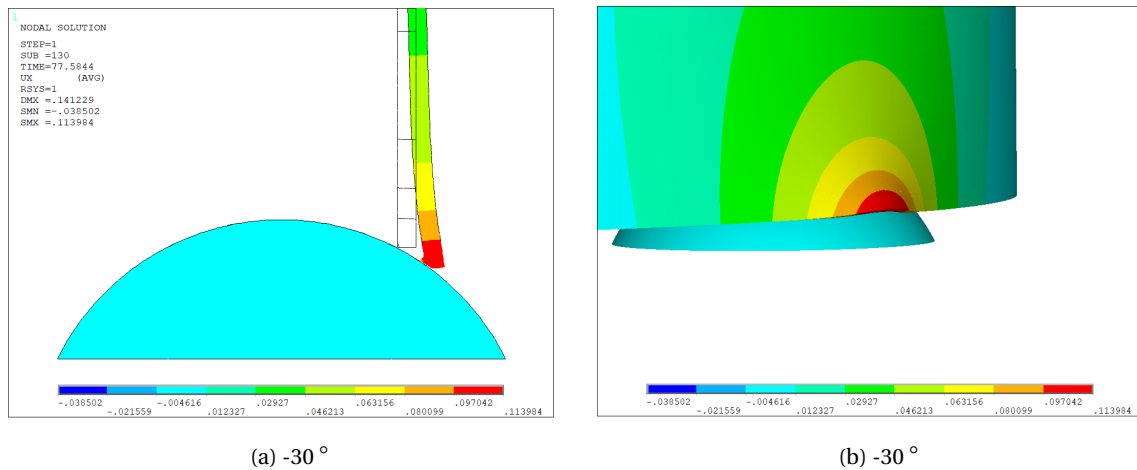 1
NODAL SOLUTION
STEP=1
SUB =130
TIME=77.5844
UX (AVG)
RSYS=1
DMX =.141229
SMN =-.038502
SMX =.113984
-.038502 -.004616 .02927 .063156 .097042
-.021559 .012327 .046213 .080099 .113984
-.038502 -.004616 .02927 .063156 .097042
-.021559 .012327 .046213 .080099 .113984
(a) -30 °
(b) -30 °